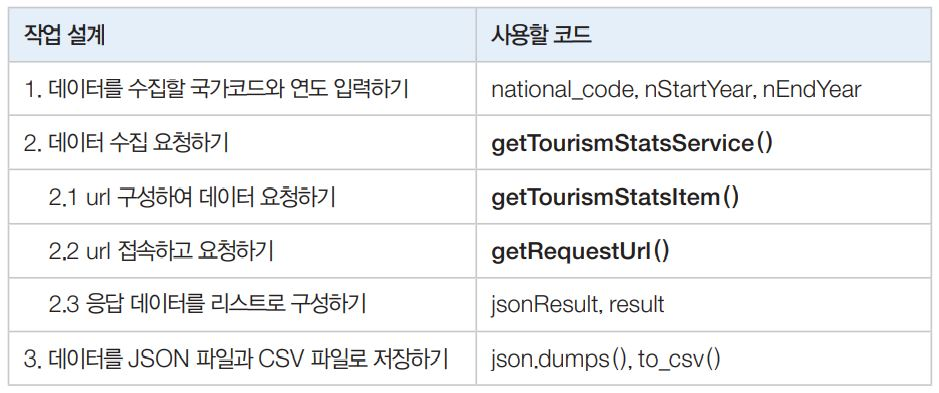 작업 설계 사용할 코드
1. 데이터를 수집할 국가코드와 연도 입력하기 national_code, nStartYear, nEndYear
2. 데이터 수집 요청하기 getTourismStatsService()
2.1 url 구성하여 데이터 요청하기 getTourismStatsItem()
2.2 url 접속하고 요청하기 getRequestUrl()
2.3 응답 데이터를 리스트로 구성하기 jsonResult, result
3. 데이터를 JSON 파일과 CSV 파일로 저장하기 json.dumps(), to_csv()